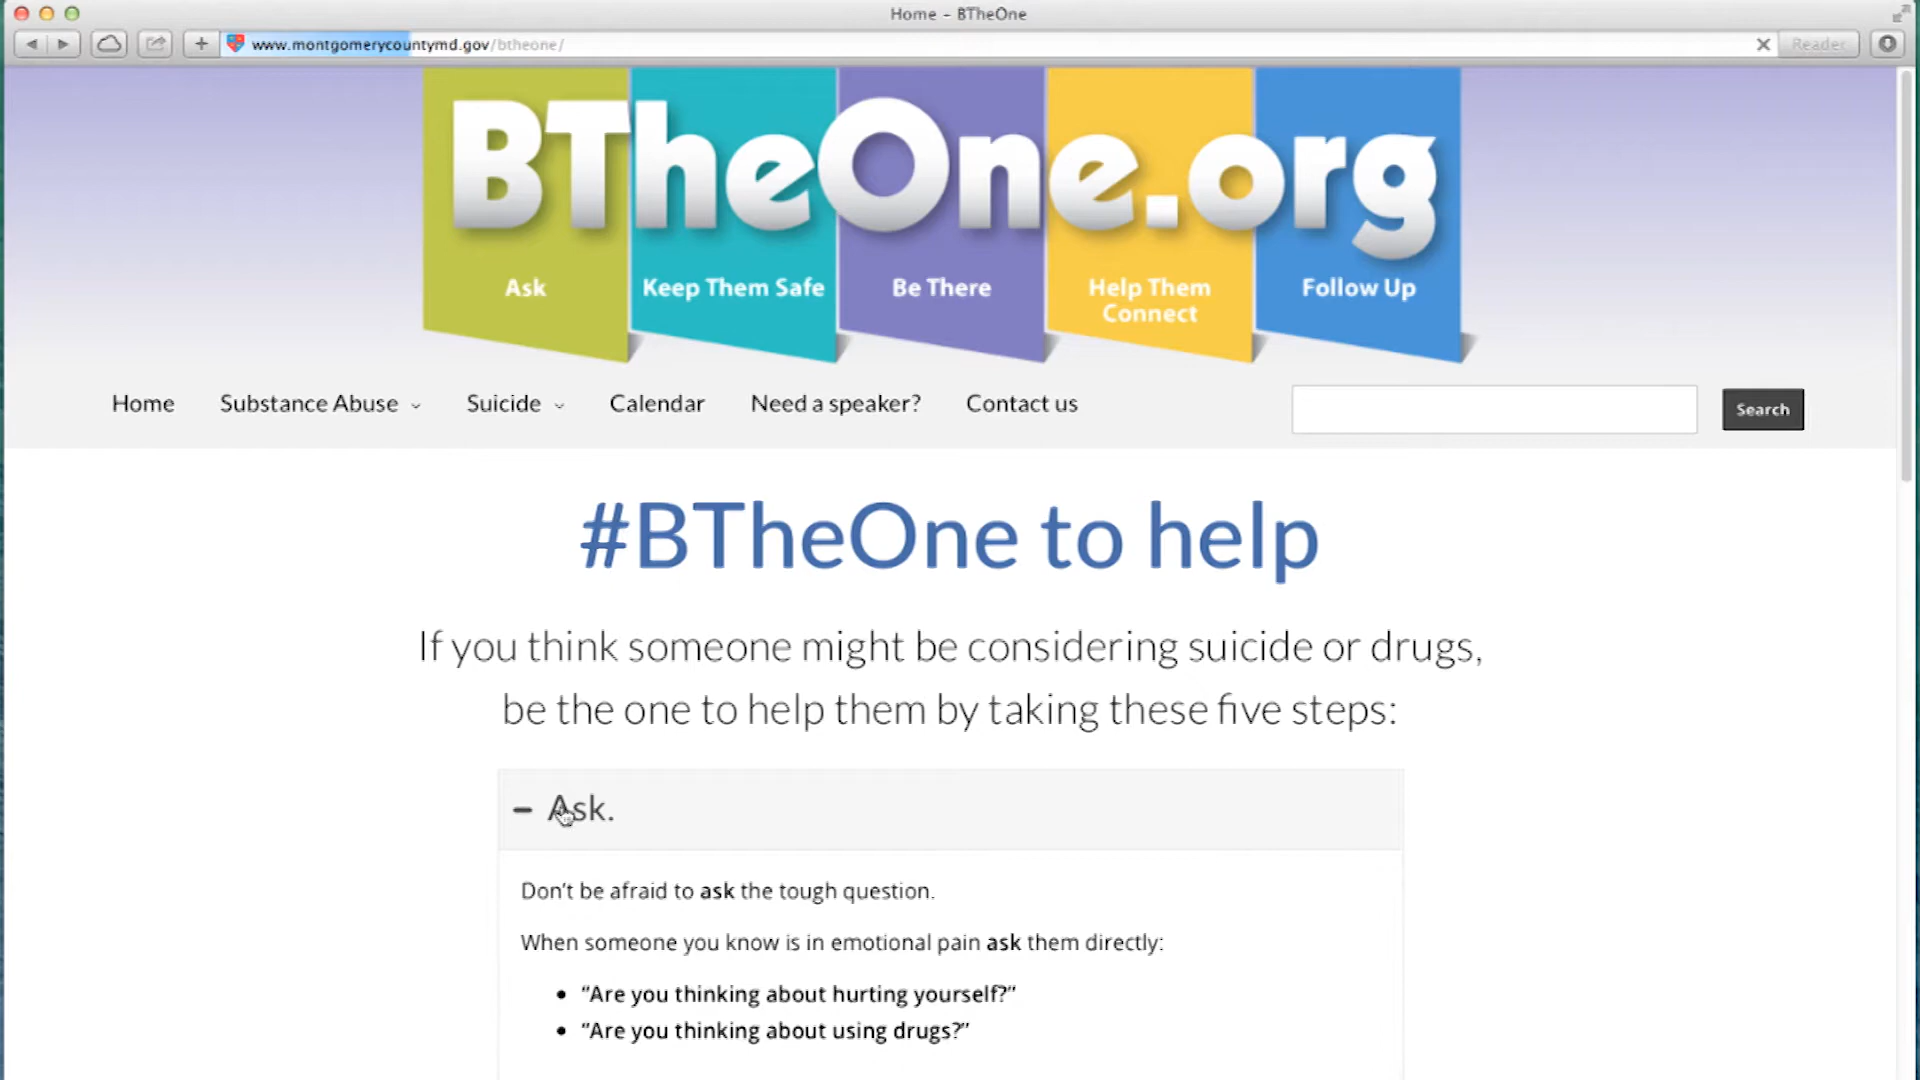 Home – BTheOne
www.montgomerycountymd.gov/btheone/
Reader
BTheOne.org
Ask
Keep Them Safe
Be There
Help Them
Connect
Follow Up
Home
Substance Abuse
Suicide
Calendar
Need a speaker?
Contact us
Search
#BTheOne to help
If you think someone might be considering suicide or drugs,
be the one to help them by taking these five steps:
Ask.
Don't be afraid to ask the tough question.
When someone you know is in emotional pain ask them directly:
• "Are you thinking about hurting yourself?"
• "Are you thinking about using drugs?"